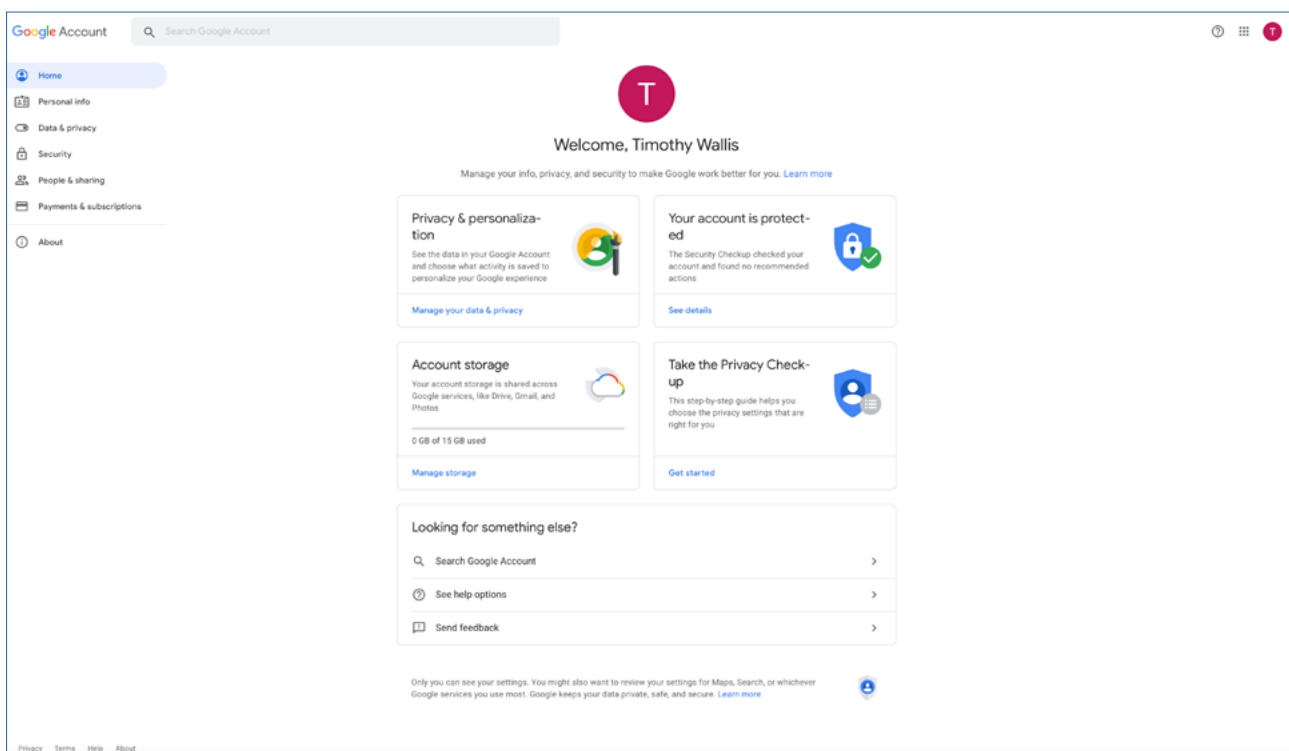 Google Account
Search Google Account
T
Home
Personal info
Data & privacy
Security
People & sharing
Payments & subscriptions
About
T
Welcome, Timothy Wallis
Manage your info, privacy, and security to make Google work better for you. Learn more
Privacy & personaliza-
tion
See the data in your Google Account
and choose what activity is saved to
personalize your Google experience
Manage your data & privacy
Your account is protect-
ed
The Security Checkup checked your
account and found no recommended
actions
See details
Account storage
Your account storage is shared across
Google services, like Drive, Gmail, and
Photos
0 GB of 15 GB used
Manage storage
Take the Privacy Check-
up
This step-by-step guide helps you
choose the privacy settings that are
right for you
Get started
Looking for something else?
Search Google Account
See help options
Send feedback
Only you can see your settings. You might also want to review your settings for Maps, Search, or whichever
Google services you use most. Google keeps your data private, safe, and secure. Learn more
Privacy Terms Help About